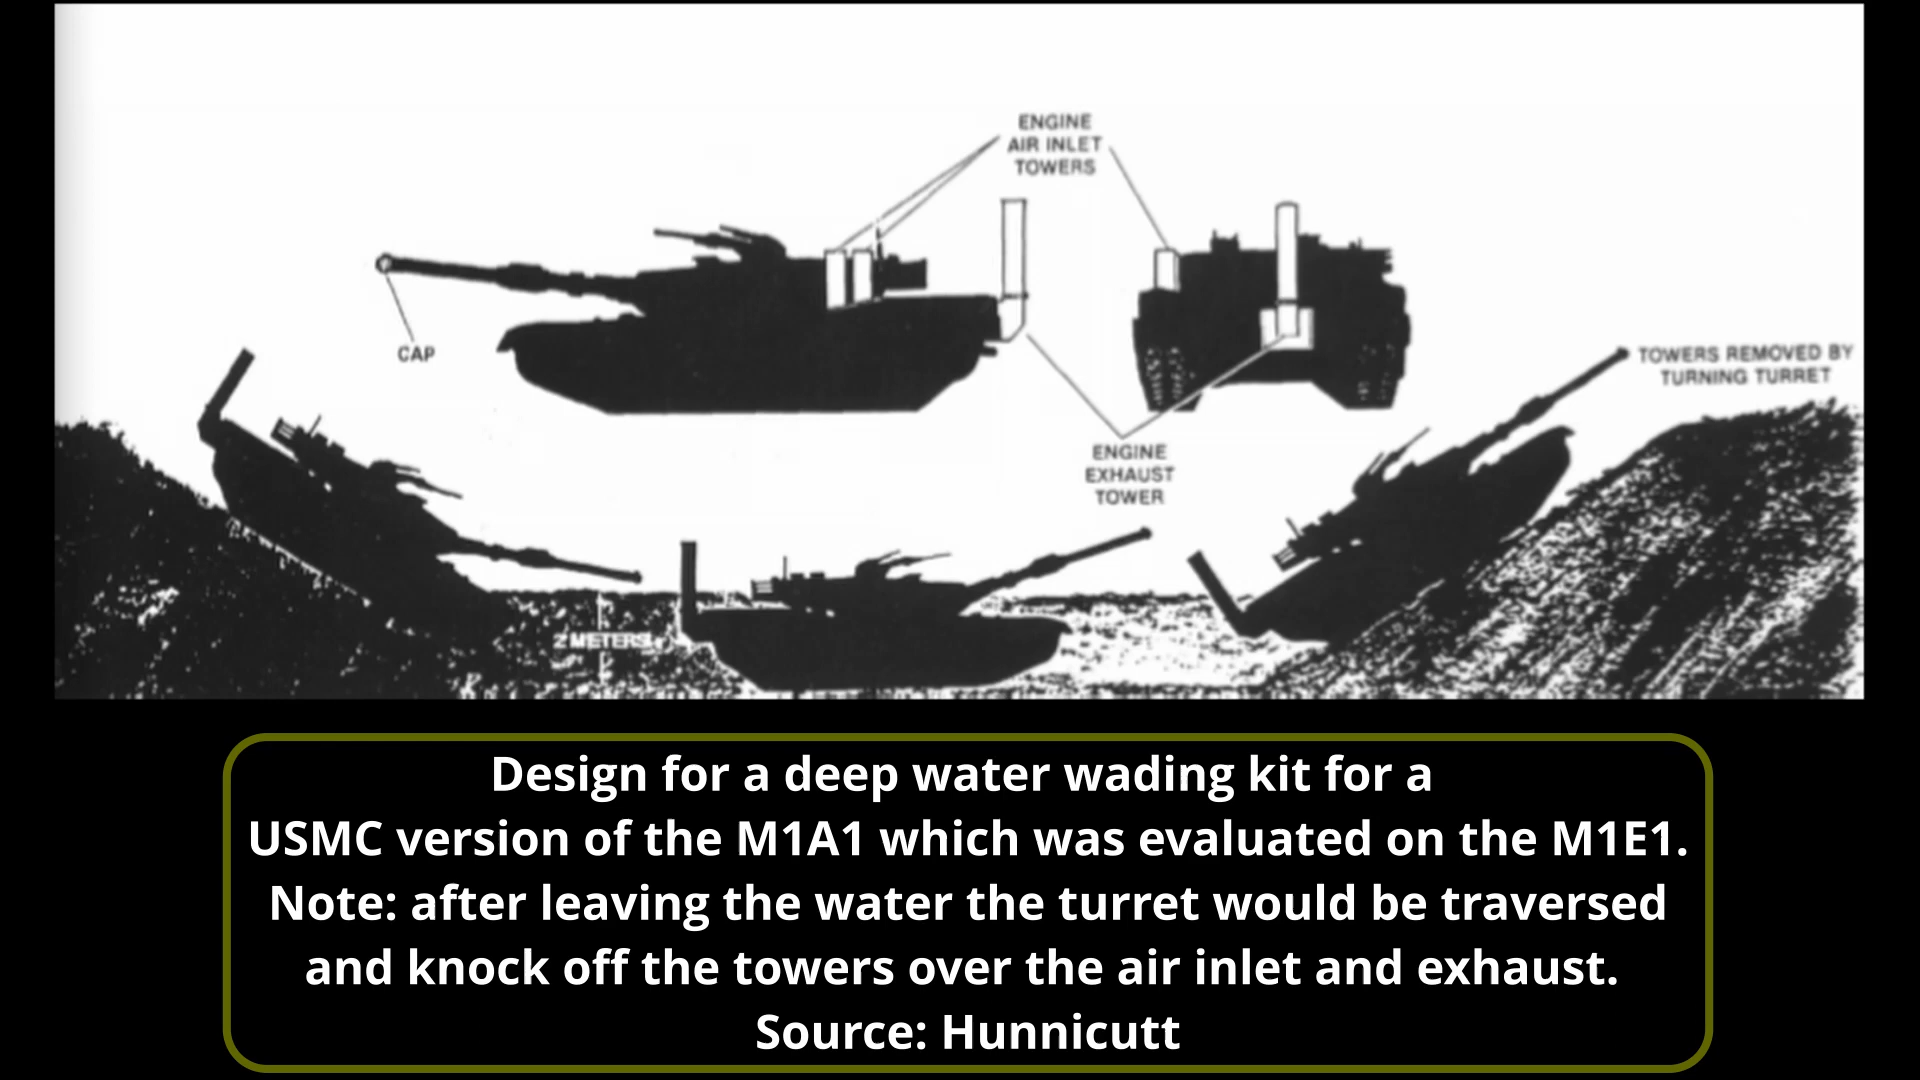 ENGINE
AIR INLET
TOWERS
CAP
TOWERS REMOVED BY
TURNING TURRET
ENGINE
EXHAUST
TOWER
2 METERS
Design for a deep water wading kit for a
USMC version of the M1A1 which was evaluated on the M1E1.
Note: after leaving the water the turret would be traversed
and knock off the towers over the air inlet and exhaust.
Source: Hunnicutt